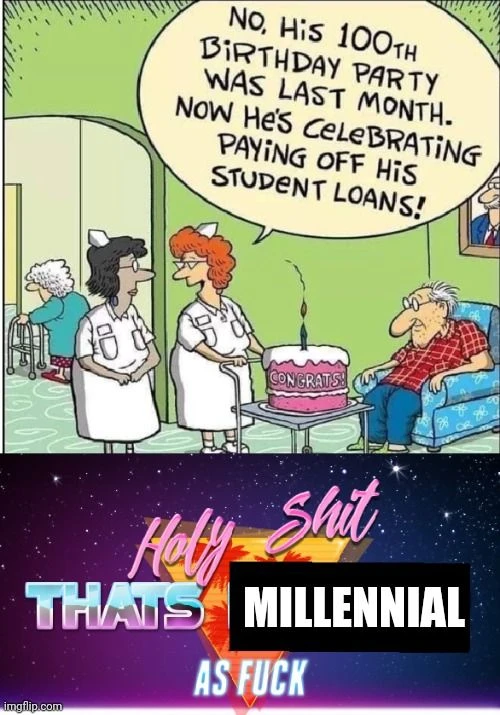 NO, HiS 100TH
BiRTHDAY PARTY
WAS LAST MONTH.
NOW He's CeLeBRATiNG
PAYiNG OFF HiS
STUDeNT LOANS!
CONGRATS!
Holy Shit
THATS MILLENNIAL
AS FUCK
imgflip.com